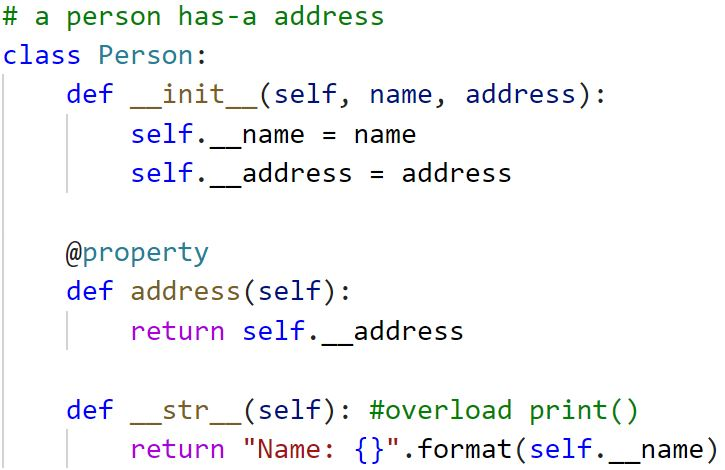 # a person has-a address
class Person:
    def __init__(self, name, address):
        self.__name = name
        self.__address = address

    @property
    def address(self):
        return self.__address

    def __str__(self): #overload print()
        return "Name: {}".format(self.__name)